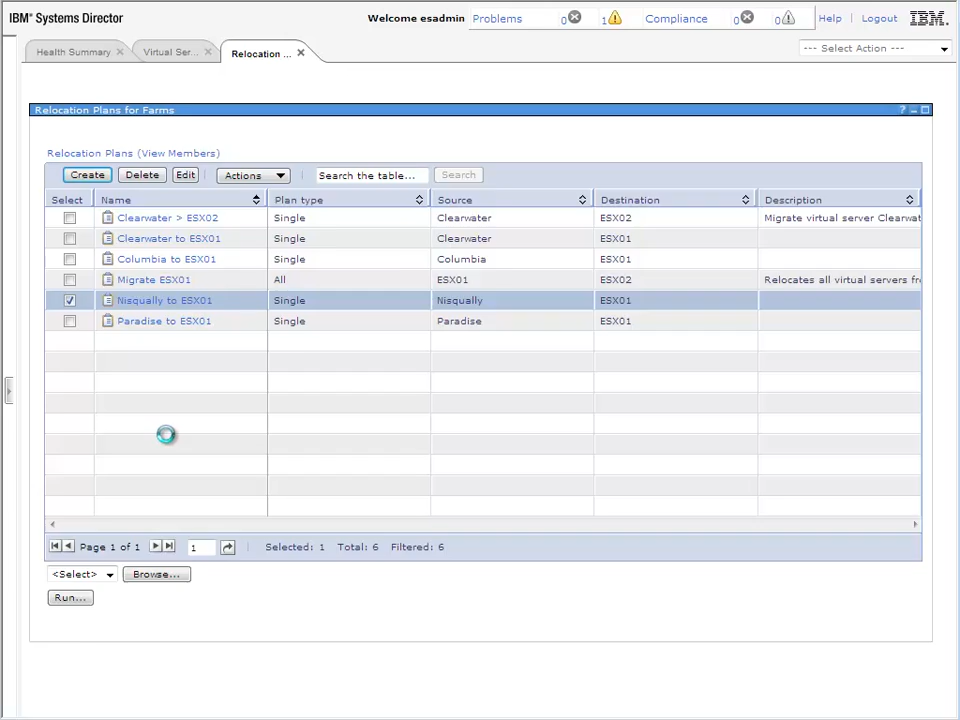 IBM® Systems Director
Welcome esadmin Problems 0 1 Compliance 0 0 Help Logout IBM.
Health Summary Virtual Ser... Relocation ... --- Select Action ---
Relocation Plans for Farms ?
Relocation Plans (View Members)
Create Delete Edit Actions Search the table... Search
Select Name Plan type Source Destination Description
Clearwater > ESX02 Single Clearwater ESX02 Migrate virtual server Clearwat
Clearwater to ESX01 Single Clearwater ESX01
Columbia to ESX01 Single Columbia ESX01
Migrate ESX01 All ESX01 ESX02 Relocates all virtual servers fro
Nisqually to ESX01 Single Nisqually ESX01
Paradise to ESX01 Single Paradise ESX01
Page 1 of 1 1 Selected: 1 Total: 6 Filtered: 6
<Select> Browse...
Run...